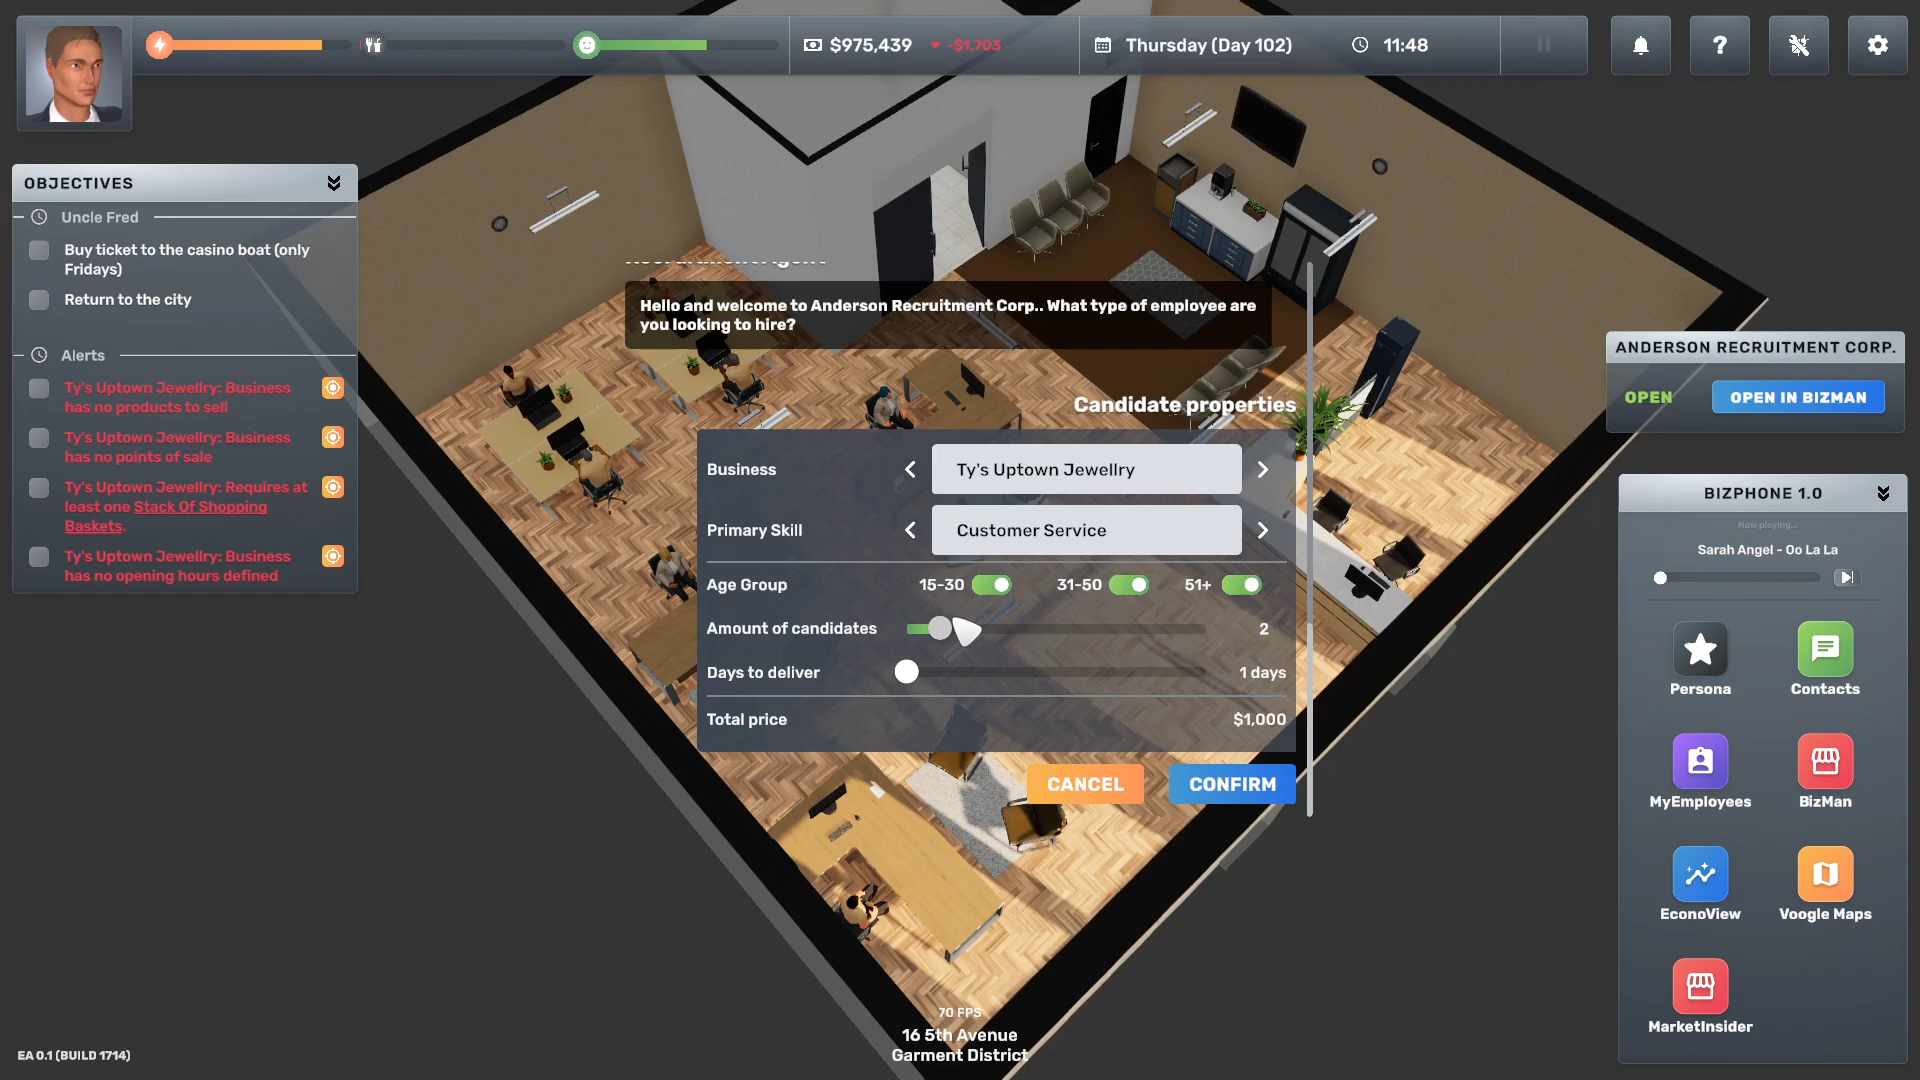 $975,439
-$1,703
Thursday (Day 102)
11:48
?
OBJECTIVES
Uncle Fred
Buy ticket to the casino boat (only
Fridays)
Return to the city
Alerts
Ty's Uptown Jewellry: Business
has no products to sell
Ty's Uptown Jewellry: Business
has no points of sale
Ty's Uptown Jewellry: Requires at
least one Stack Of Shopping
Baskets.
Ty's Uptown Jewellry: Business
has no opening hours defined
Recruitment Agent
Hello and welcome to Anderson Recruitment Corp.. What type of employee are
you looking to hire?
Candidate properties
Business
Ty's Uptown Jewellry
Primary Skill
Customer Service
Age Group
15-30
31-50
51+
Amount of candidates
2
Days to deliver
1 days
Total price
$1,000
CANCEL
CONFIRM
ANDERSON RECRUITMENT CORP.
OPEN
OPEN IN BIZMAN
BIZPHONE 1.0
Now playing...
Sarah Angel - Oo La La
Persona
Contacts
MyEmployees
BizMan
EconoView
Voogle Maps
MarketInsider
70 FPS
16 5th Avenue
Garment District
EA 0.1 (BUILD 1714)